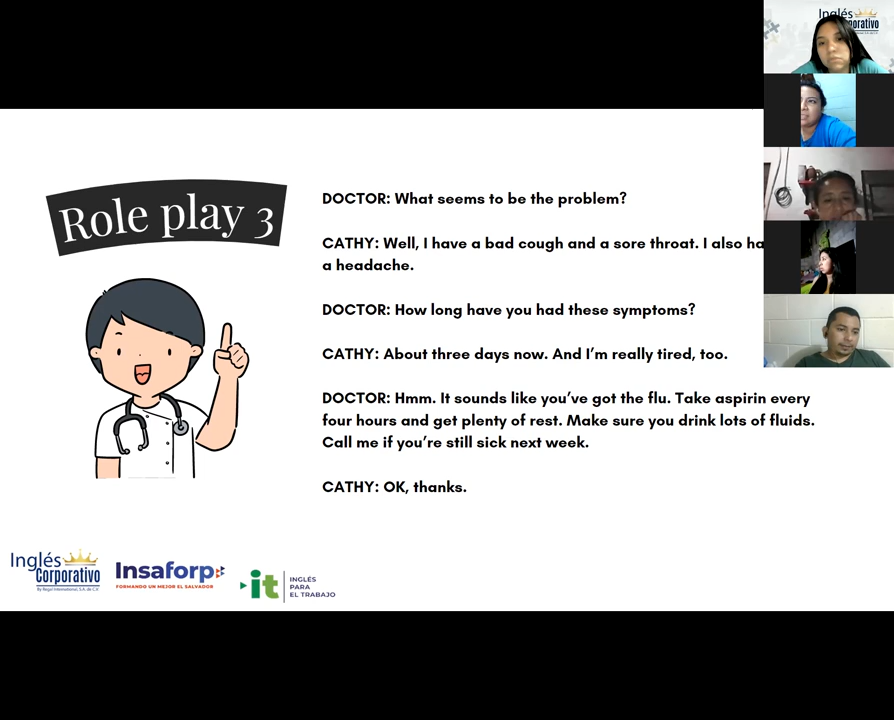 Inglés
Role play 3
DOCTOR: What seems to be the problem?
CATHY: Well, I have a bad cough and a sore throat. I also ha
a headache.
DOCTOR: How long have you had these symptoms?
CATHY: About three days now. And I’m really tired, too.
DOCTOR: Hmm. It sounds like you’ve got the flu. Take aspirin every
four hours and get plenty of rest. Make sure you drink lots of fluids.
Call me if you’re still sick next week.
CATHY: OK, thanks.
Inglés
Corporativo
By Regal International, S.A. de C.V.
Insaforp
FORMANDO UN MEJOR EL SALVADOR
it
INGLÉS
PARA
EL TRABAJO